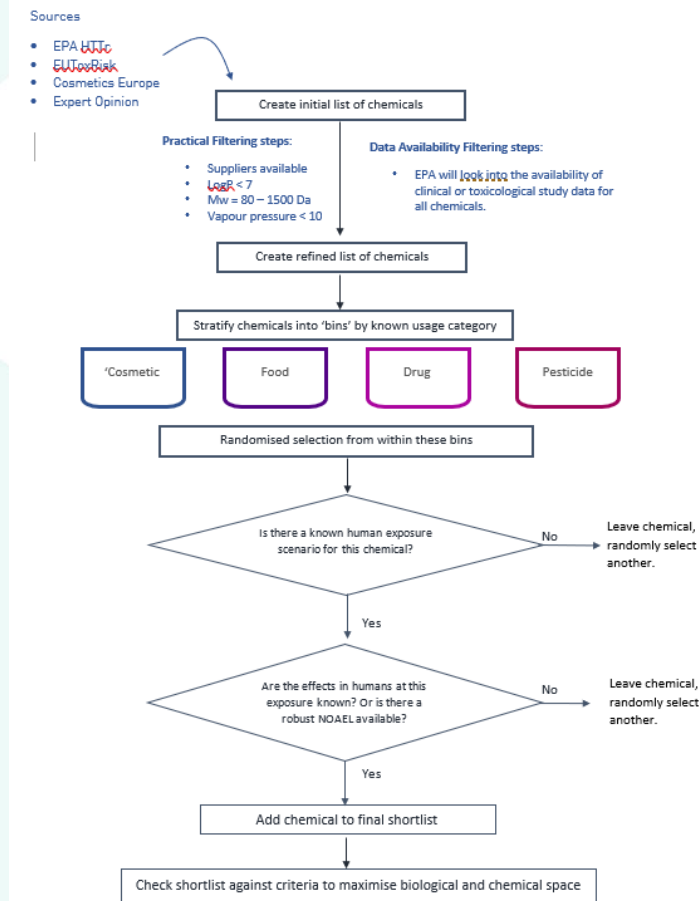 Sources
• EPA HTTr
• EUToxRisk
• Cosmetics Europe
• Expert Opinion
Create initial list of chemicals
Practical Filtering steps:
• Suppliers available
• LogP < 7
• Mw = 80 – 1500 Da
• Vapour pressure < 10
Data Availability Filtering steps:
• EPA will look into the availability of
clinical or toxicological study data for
all chemicals.
Create refined list of chemicals
Stratify chemicals into ‘bins’ by known usage category
‘Cosmetic
Food
Drug
Pesticide
Randomised selection from within these bins
Is there a known human exposure
scenario for this chemical?
No
Leave chemical,
randomly select
another.
Yes
Are the effects in humans at this
exposure known? Or is there a
robust NOAEL available?
No
Leave chemical,
randomly select
another.
Yes
Add chemical to final shortlist
Check shortlist against criteria to maximise biological and chemical space